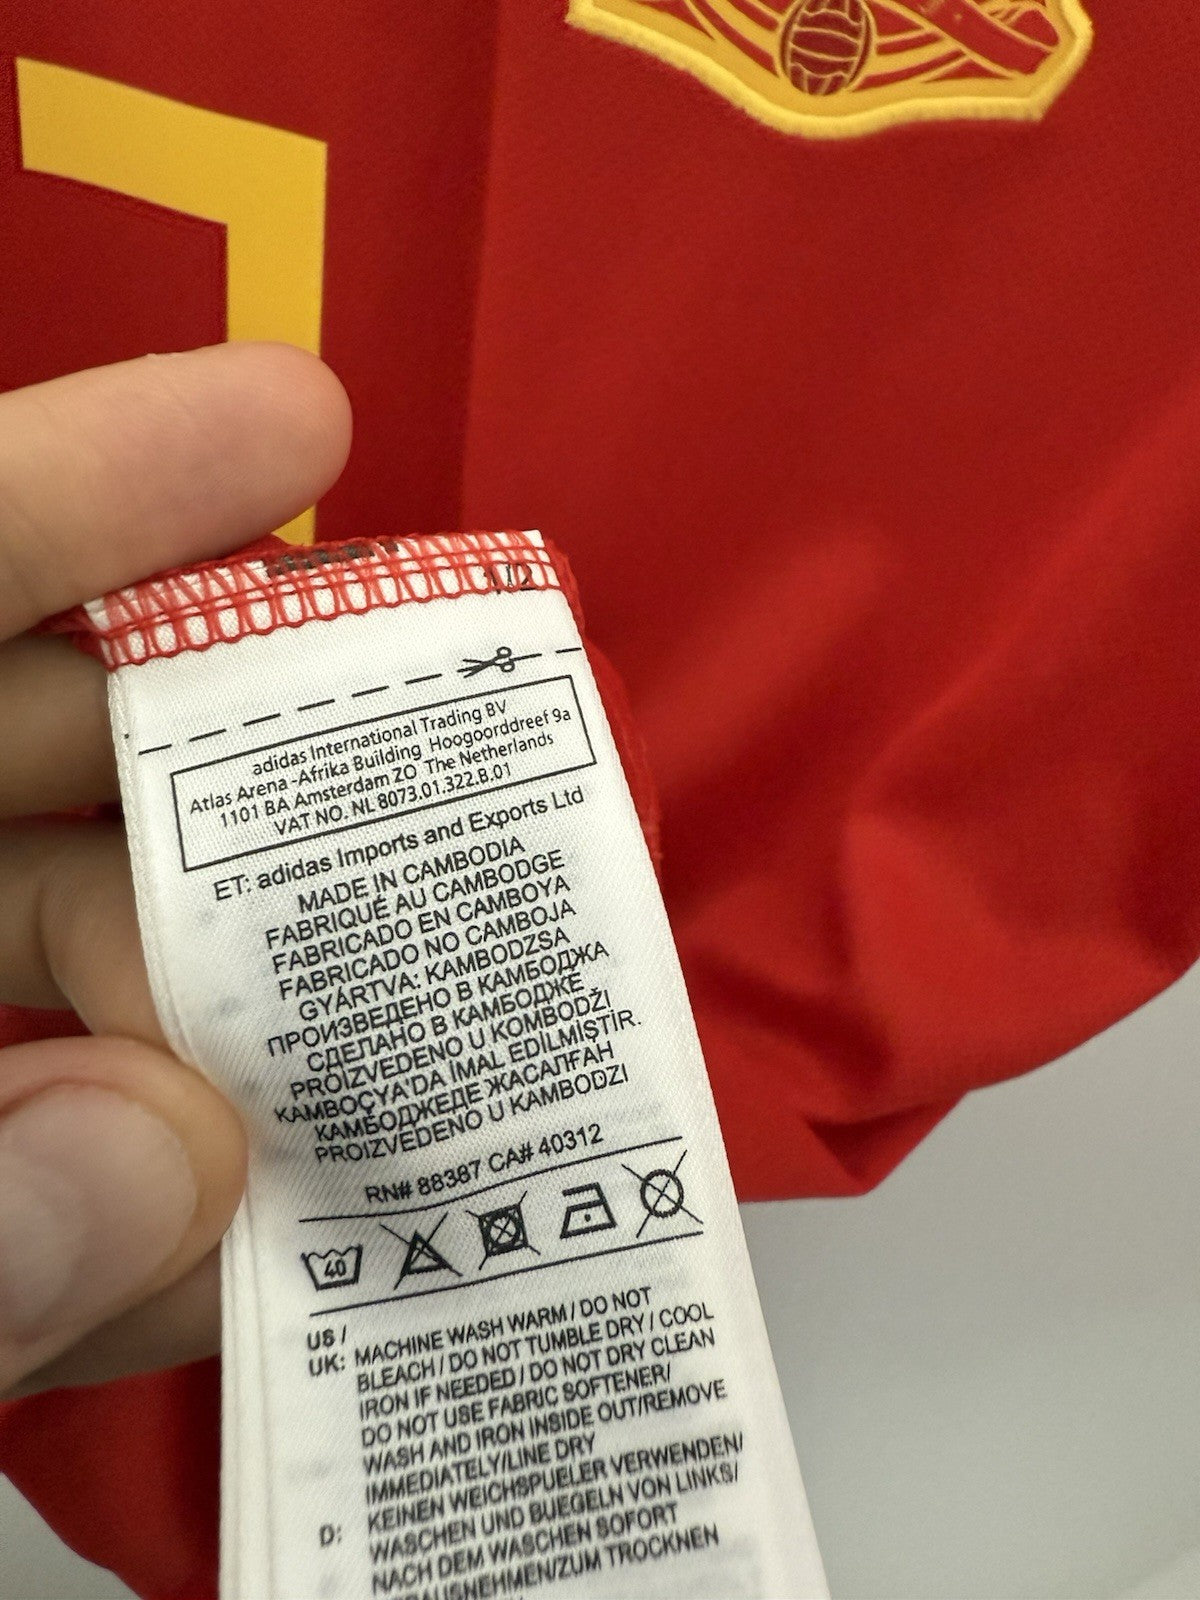 1/2
adidas International Trading BV
Atlas Arena-Afrika Building Hoogoorddreef 9a
1101 BA Amsterdam ZO The Netherlands
VAT NO. NL 8073.01.322.B.01
ET: adidas Imports and Exports Ltd
MADE IN CAMBODIA
FABRIQUÉ AU CAMBODGE
FABRICADO EN CAMBOYA
FABRICADO NO CAMBOJA
GYÁRTVA: KAMBODZSA
ПРОИЗВЕДЕНО В КАМБОДЖА
СДЕЛАНО В КАМБОДЖЕ
PROIZVEDENO U KOMBODŽI
KAMBOÇYA'DA İMAL EDİLMİŞTİR.
КАМБОДЖЕДЕ ЖАСАЛҒАН
PROIZVEDENO U KAMBODZI
RN# 88387 CA# 40312
40
US /
UK: MACHINE WASH WARM / DO NOT
BLEACH / DO NOT TUMBLE DRY / COOL
IRON IF NEEDED / DO NOT DRY CLEAN
DO NOT USE FABRIC SOFTENER/
WASH AND IRON INSIDE OUT/REMOVE
IMMEDIATELY/LINE DRY
D: KEINEN WEICHSPUELER VERWENDEN/
WASCHEN UND BUEGELN VON LINKS/
NACH DEM WASCHEN SOFORT
HERAUSNEHMEN/ZUM TROCKNEN